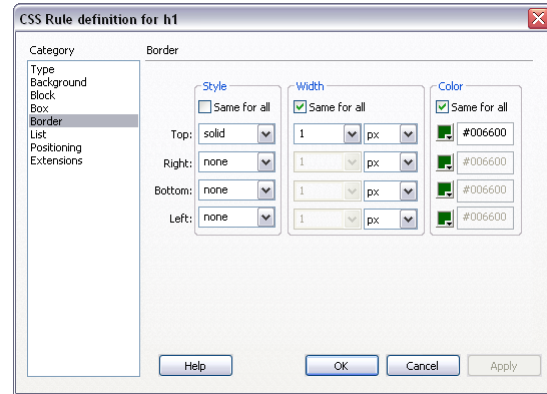 CSS Rule definition for h1
Category
Type
Background
Block
Box
Border
List
Positioning
Extensions
Border
Style Width Color
Same for all Same for all Same for all
Top: solid 1 px #006600
Right: none 1 px #006600
Bottom: none 1 px #006600
Left: none 1 px #006600
Help OK Cancel Apply